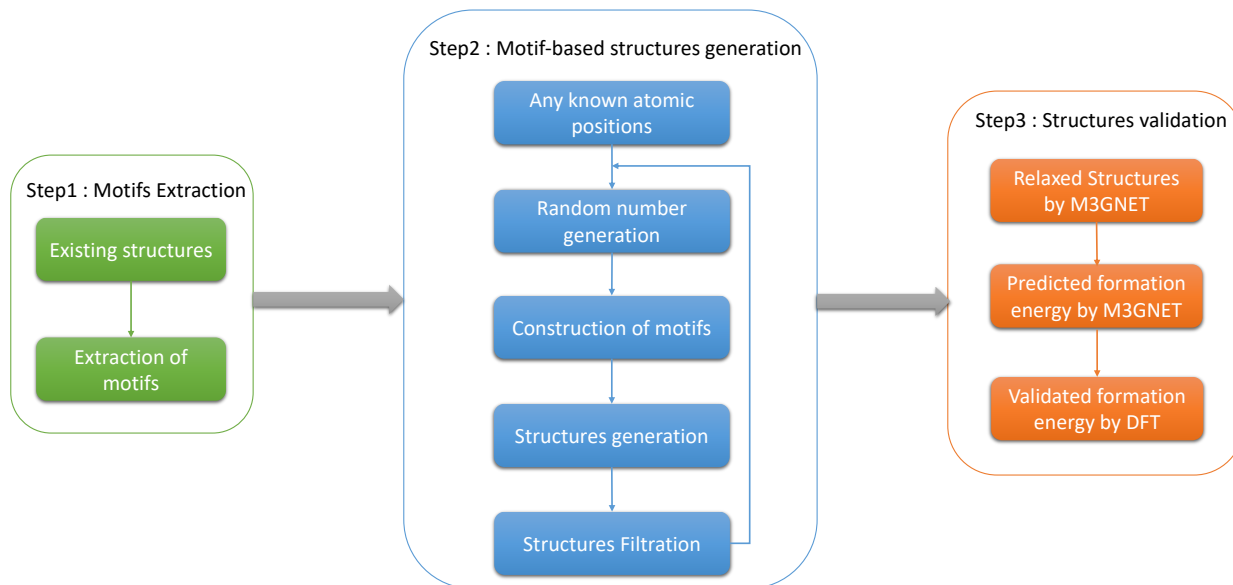 Step1 : Motifs Extraction
Existing structures
Extraction of
motifs
Step2 : Motif-based structures generation
Any known atomic
positions
Random number
generation
Construction of motifs
Structures generation
Structures Filtration
Step3 : Structures validation
Relaxed Structures
by M3GNET
Predicted formation
energy by M3GNET
Validated formation
energy by DFT